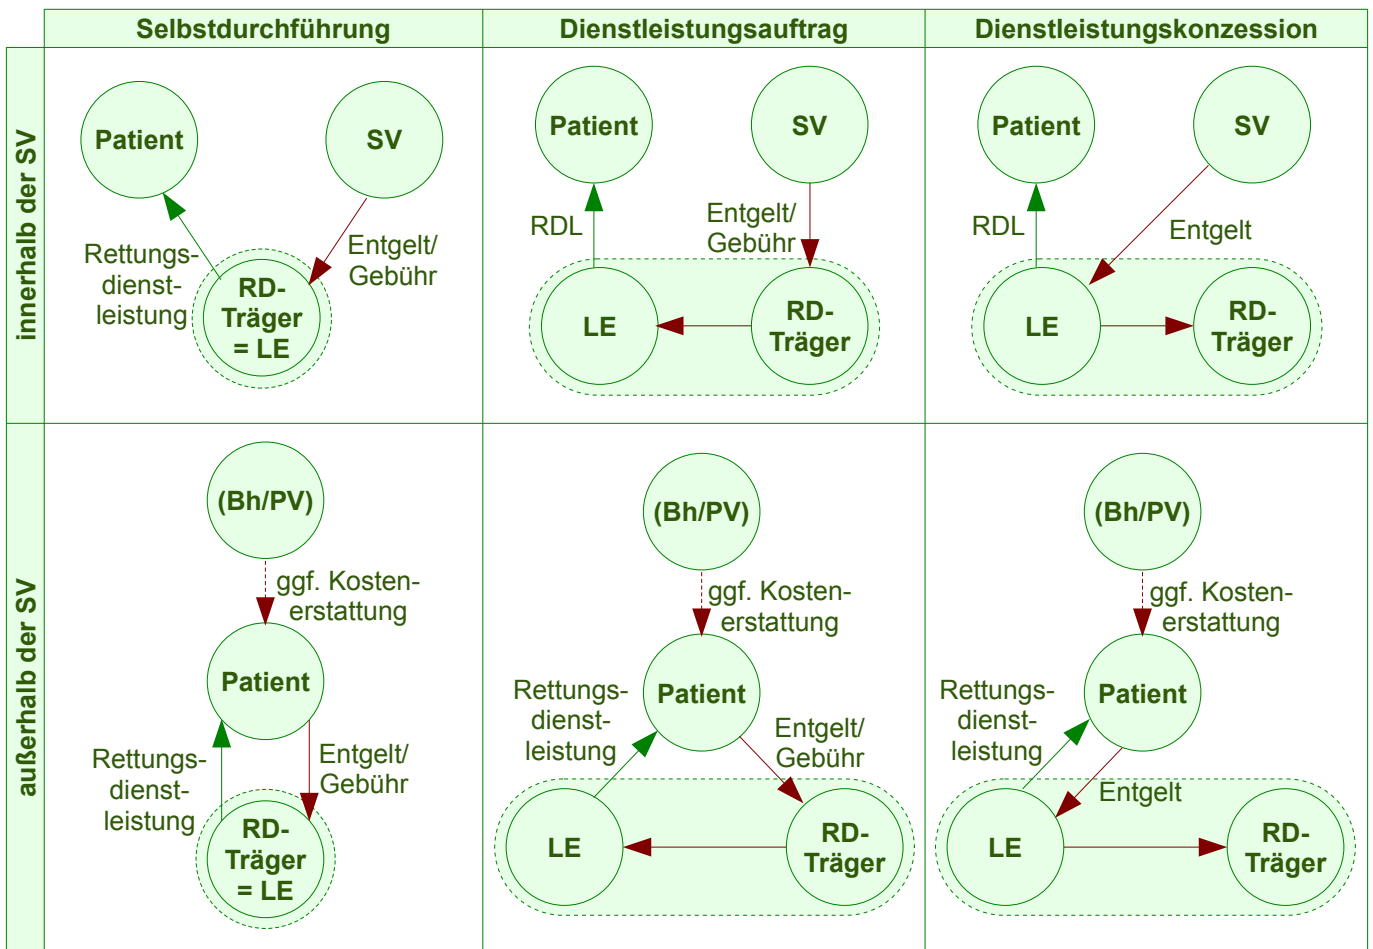 Selbstdurchführung
Dienstleistungsauftrag
Dienstleistungskonzession
innerhalb der SV
Patient
SV
Rettungs-
dienst-
leistung
Entgelt/
Gebühr
RD-
Träger
= LE
Patient
SV
RDL
Entgelt/
Gebühr
LE
RD-
Träger
Patient
SV
RDL
Entgelt
LE
RD-
Träger
außerhalb der SV
(Bh/PV)
ggf. Kosten-
erstattung
Patient
Rettungs-
dienst-
leistung
Entgelt/
Gebühr
RD-
Träger
= LE
(Bh/PV)
ggf. Kosten-
erstattung
Patient
Rettungs-
dienst-
leistung
Entgelt/
Gebühr
LE
RD-
Träger
(Bh/PV)
ggf. Kosten-
erstattung
Patient
Rettungs-
dienst-
leistung
Entgelt
LE
RD-
Träger